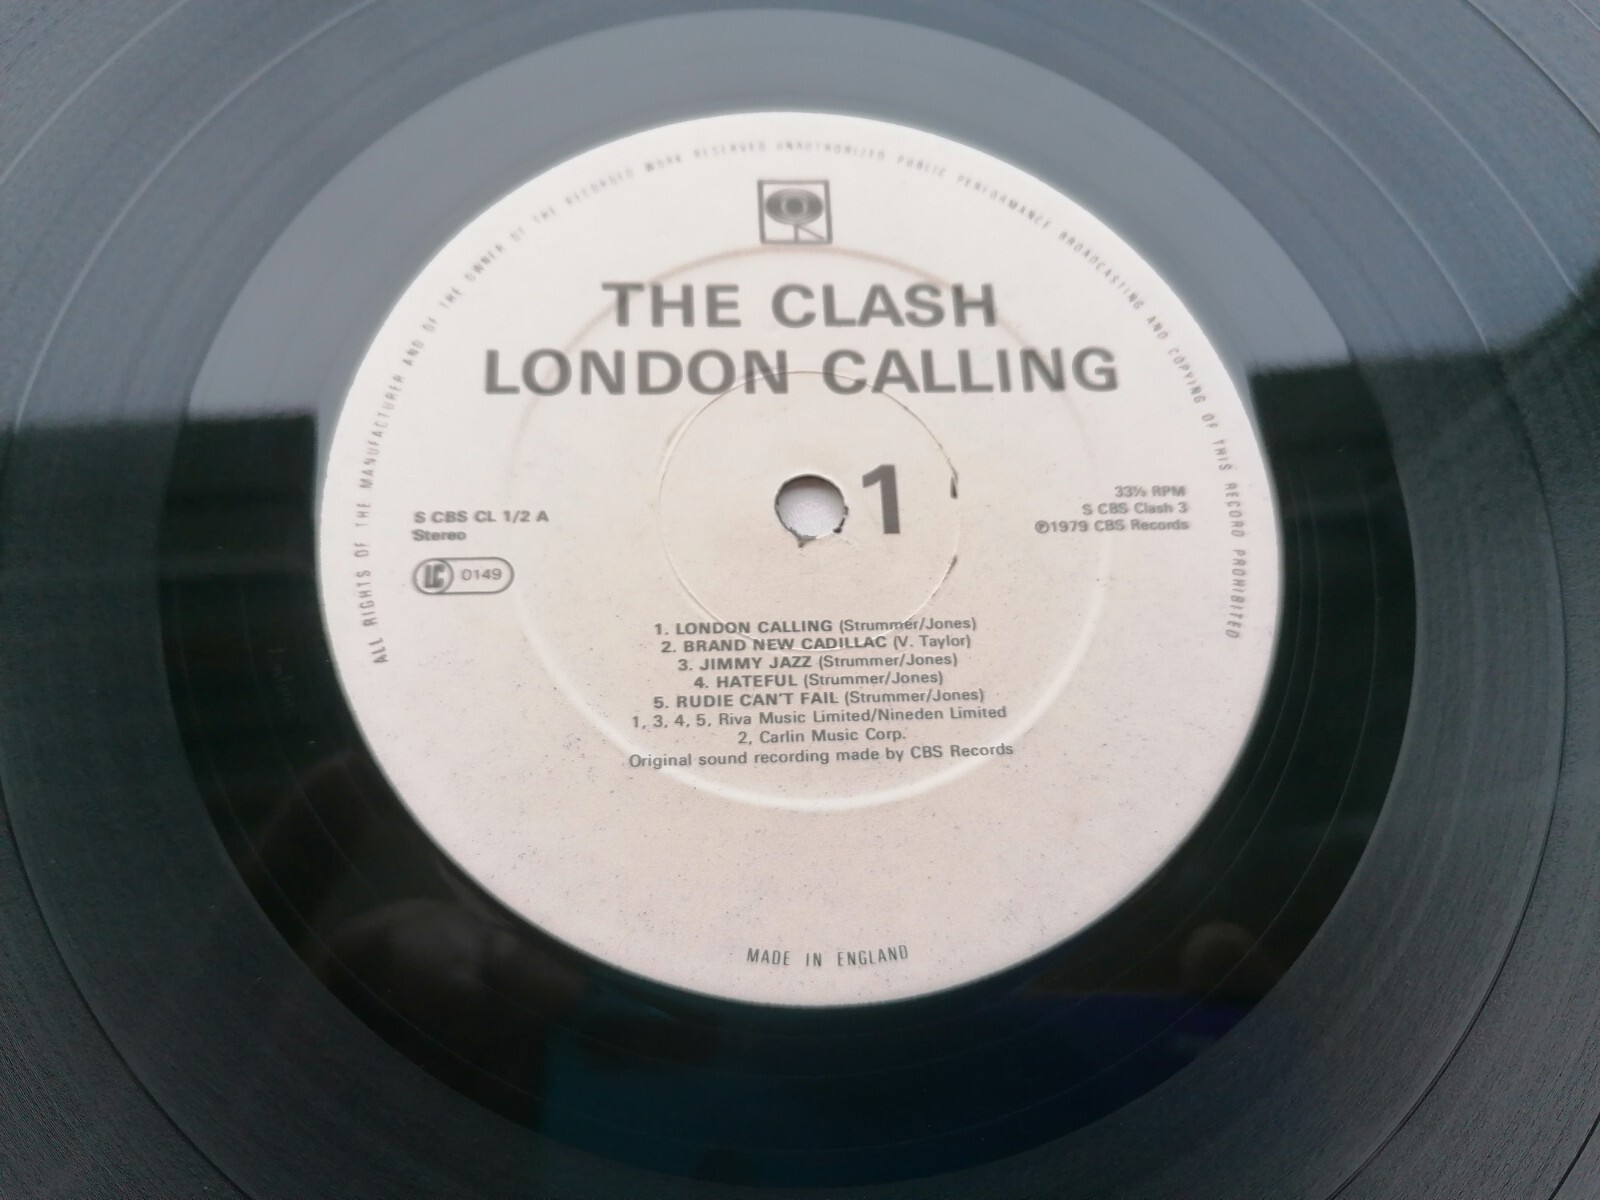 ALL RIGHTS OF THE MANUFACTURER AND OF THE OWNER OF THE RECORDED WORK RESERVED UNAUTHORIZED PUBLIC PERFORMANCE BROADCASTING AND COPYING OF THIS RECORD PROHIBITED
THE CLASH
LONDON CALLING
1
S CBS CL 1/2 A
Stereo
LC 0149
33⅓ RPM
S CBS Clash 3
℗1979 CBS Records
1. LONDON CALLING (Strummer/Jones)
2. BRAND NEW CADILLAC (V. Taylor)
3. JIMMY JAZZ (Strummer/Jones)
4. HATEFUL (Strummer/Jones)
5. RUDIE CAN'T FAIL (Strummer/Jones)
1, 3, 4, 5, Riva Music Limited/Nineden Limited
2, Carlin Music Corp.
Original sound recording made by CBS Records
MADE IN ENGLAND